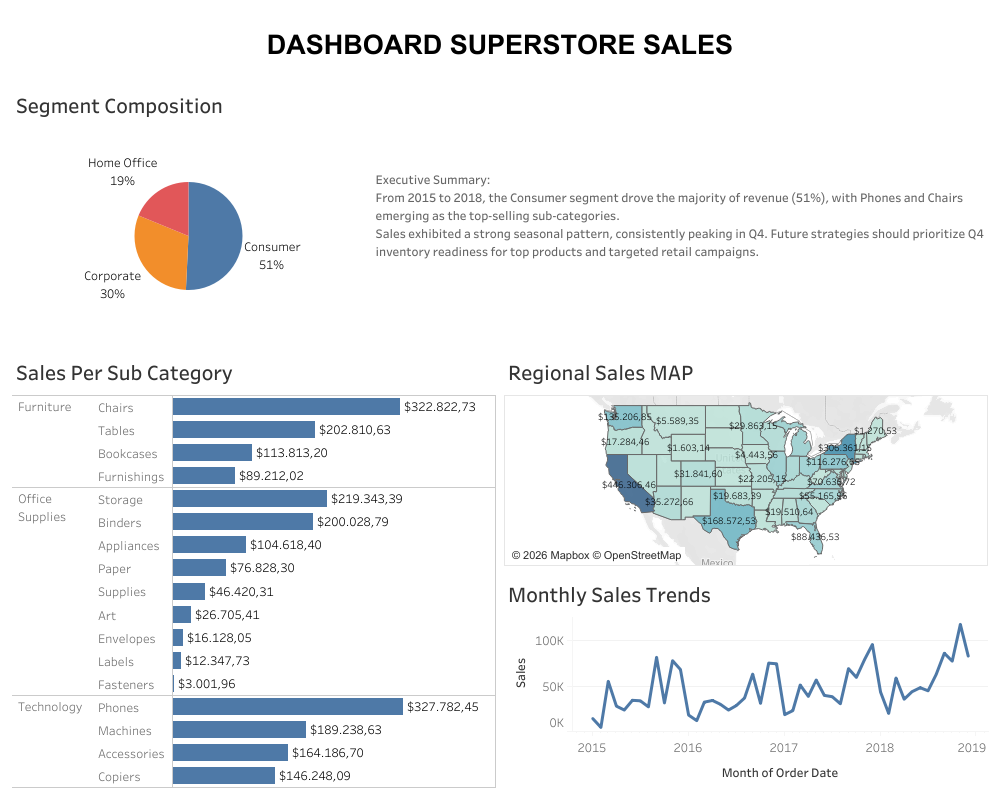 DASHBOARD SUPERSTORE SALES
Segment Composition
Home Office
19%
Consumer
51%
Corporate
30%
Executive Summary:
From 2015 to 2018, the Consumer segment drove the majority of revenue (51%), with Phones and Chairs
emerging as the top-selling sub-categories.
Sales exhibited a strong seasonal pattern, consistently peaking in Q4. Future strategies should prioritize Q4
inventory readiness for top products and targeted retail campaigns.
Sales Per Sub Category
Furniture
Chairs $322.822,73
Tables $202.810,63
Bookcases $113.813,20
Furnishings $89.212,02
Office
Supplies
Storage $219.343,39
Binders $200.028,79
Appliances $104.618,40
Paper $76.828,30
Supplies $46.420,31
Art $26.705,41
Envelopes $16.128,05
Labels $12.347,73
Fasteners $3.001,96
Technology
Phones $327.782,45
Machines $189.238,63
Accessories $164.186,70
Copiers $146.248,09
Regional Sales MAP
$5.589,35
$29.863,15
$1.270,53
$17.284,46
$1.603,14
$4.443,56
$31.841,60
$22.205,15
$446.306,46
$35.272,66
$19.683,39
$55.165,96
$19.510,64
$168.572,53
$88.436,53
Mexico
© 2026 Mapbox © OpenStreetMap
Monthly Sales Trends
Sales
100K
50K
0K
2015 2016 2017 2018 2019
Month of Order Date